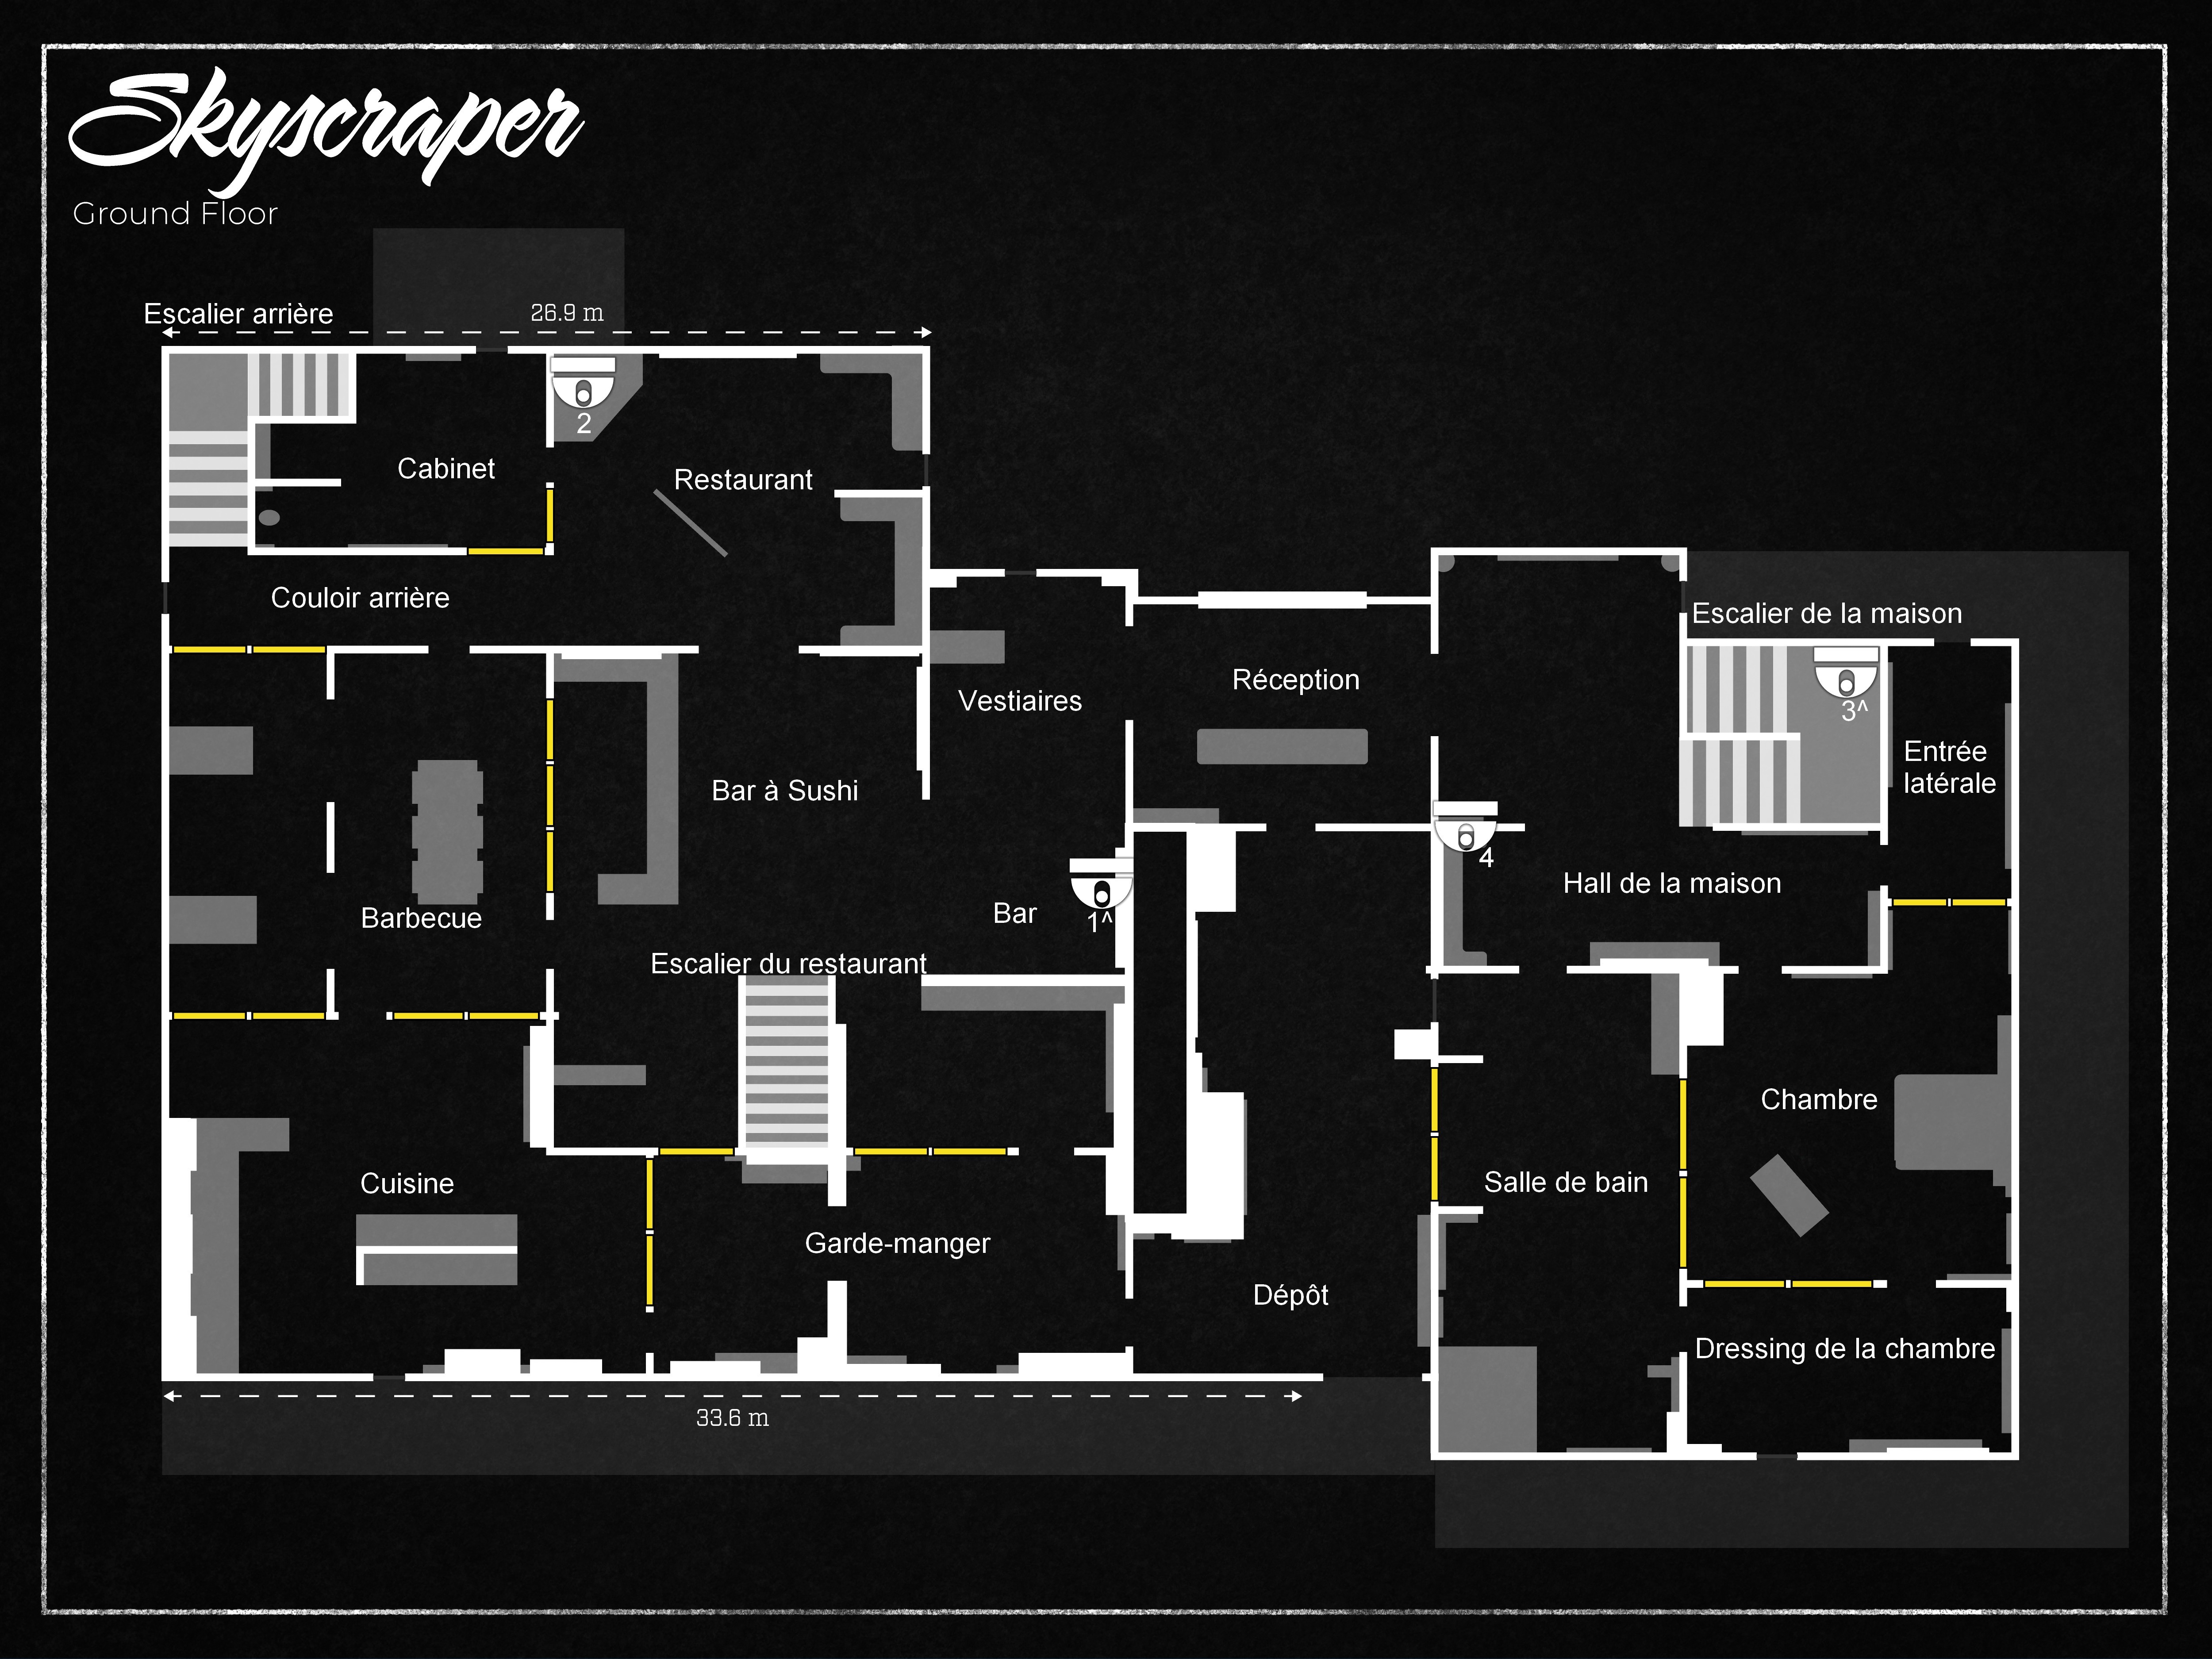 Skyscraper
Ground Floor
Escalier arrière
26.9 m
2
Cabinet
Restaurant
Couloir arrière
Escalier de la maison
Vestiaires
Réception
3^
Entrée
latérale
Bar à Sushi
4
Hall de la maison
Barbecue
Bar
1^
Escalier du restaurant
Chambre
Cuisine
Salle de bain
Garde-manger
Dépôt
Dressing de la chambre
33.6 m